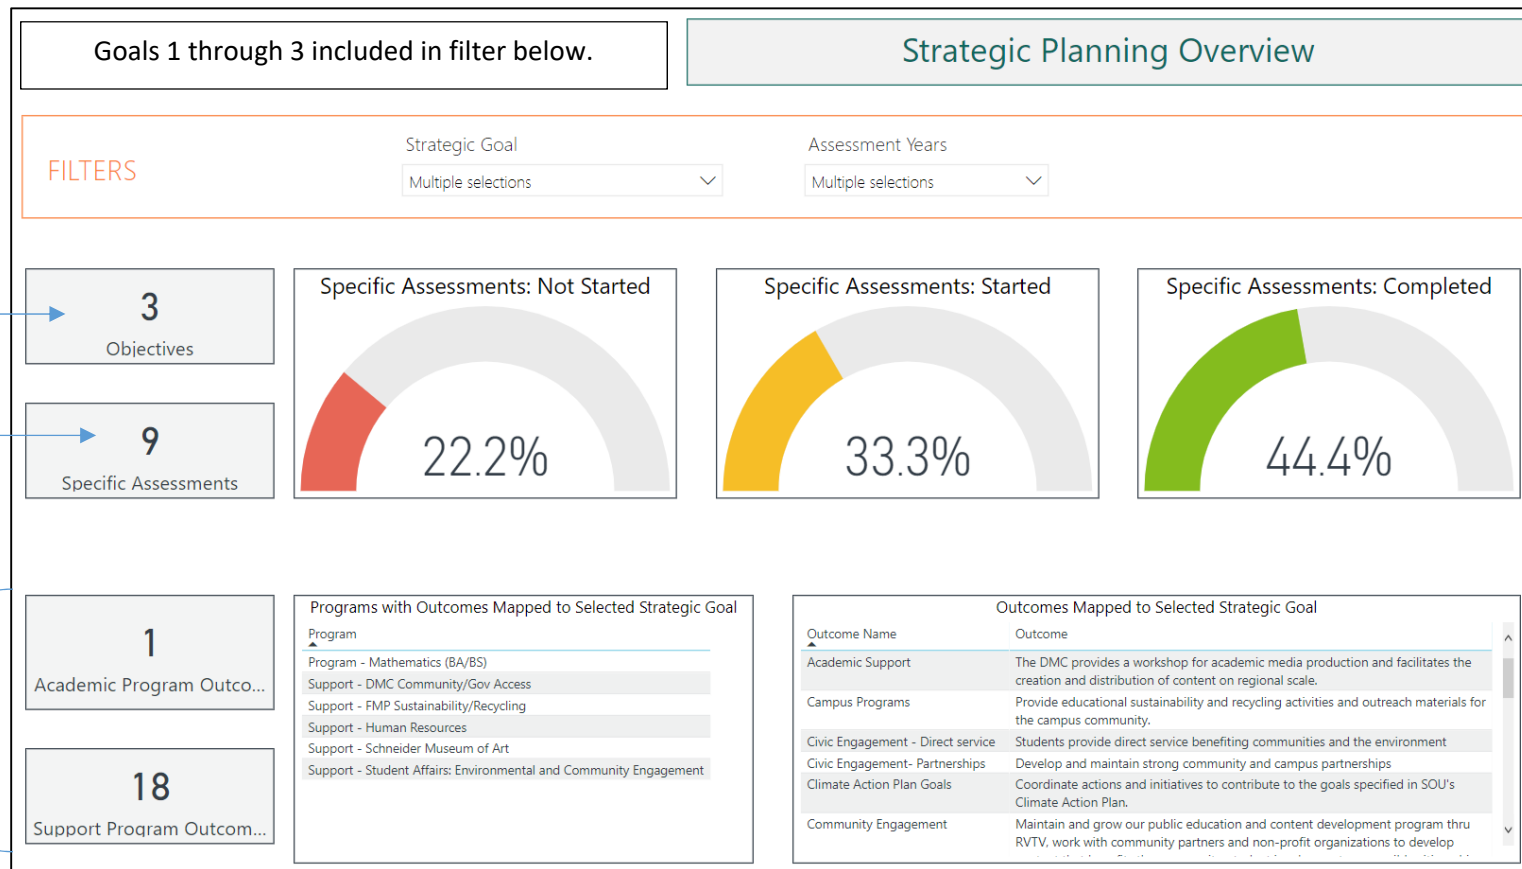 Goals 1 through 3 included in filter below.
Strategic Planning Overview
FILTERS
Strategic Goal
Multiple selections
Assessment Years
Multiple selections
3
Objectives
9
Specific Assessments
Specific Assessments: Not Started
22.2%
Specific Assessments: Started
33.3%
Specific Assessments: Completed
44.4%
1
Academic Program Outco...
18
Support Program Outcom...
Programs with Outcomes Mapped to Selected Strategic Goal
Program
Program - Mathematics (BA/BS)
Support - DMC Community/Gov Access
Support - FMP Sustainability/Recycling
Support - Human Resources
Support - Schneider Museum of Art
Support - Student Affairs: Environmental and Community Engagement
Outcomes Mapped to Selected Strategic Goal
Outcome Name Outcome
Academic Support The DMC provides a workshop for academic media production and facilitates the
creation and distribution of content on regional scale.
Campus Programs Provide educational sustainability and recycling activities and outreach materials for
the campus community.
Civic Engagement - Direct service Students provide direct service benefiting communities and the environment
Civic Engagement- Partnerships Develop and maintain strong community and campus partnerships
Climate Action Plan Goals Coordinate actions and initiatives to contribute to the goals specified in SOU's
Climate Action Plan.
Community Engagement Maintain and grow our public education and content development program thru
RVTV, work with community partners and non-profit organizations to develop